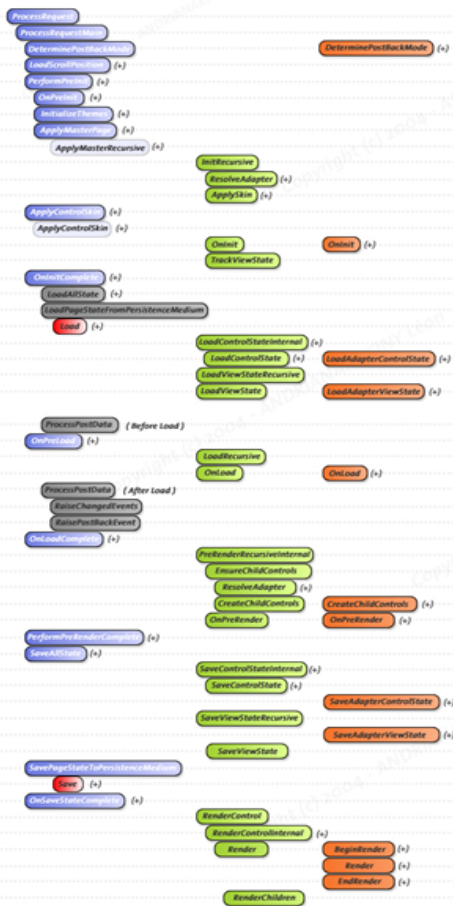 ProcessRequest
ProcessRequestMain
DeterminePostBackMode DeterminePostBackMode (+)
LoadScrollPosition (+)
PerformPreInit (+)
OnPreInit (+)
InitializeThemes (+)
ApplyMasterPage (+)
ApplyMasterRecursive (+)
InitRecursive
ResolveAdapter (+)
ApplySkin (+)
ApplyControlSkin (+)
ApplyControlSkin (+)
OnInit OnInit (+)
TrackViewState
OnInitComplete (+)
LoadAllState (+)
LoadPageStateFromPersistenceMedium
Load (+)
LoadControlStateInternal (+)
LoadControlState (+) LoadAdapterControlState (+)
LoadViewStateRecursive
LoadViewState LoadAdapterViewState (+)
ProcessPostData ( Before Load )
OnPreLoad (+)
LoadRecursive
OnLoad OnLoad (+)
ProcessPostData ( After Load )
RaiseChangedEvents
RaisePostBackEvent
OnLoadComplete (+)
PreRenderRecursiveInternal
EnsureChildControls
ResolveAdapter (+)
CreateChildControls CreateChildControls (+)
OnPreRender OnPreRender (+)
PerformPreRenderComplete (+)
SaveAllState (+)
SaveControlStateInternal (+)
SaveControlState (+)
SaveAdapterControlState (+)
SaveViewStateRecursive
SaveAdapterViewState (+)
SaveViewState
SavePageStateToPersistenceMedium
Save (+)
OnSaveStateComplete (+)
RenderControl
RenderControlInternal (+)
Render BeginRender (+)
Render (+)
EndRender (+)
RenderChildren